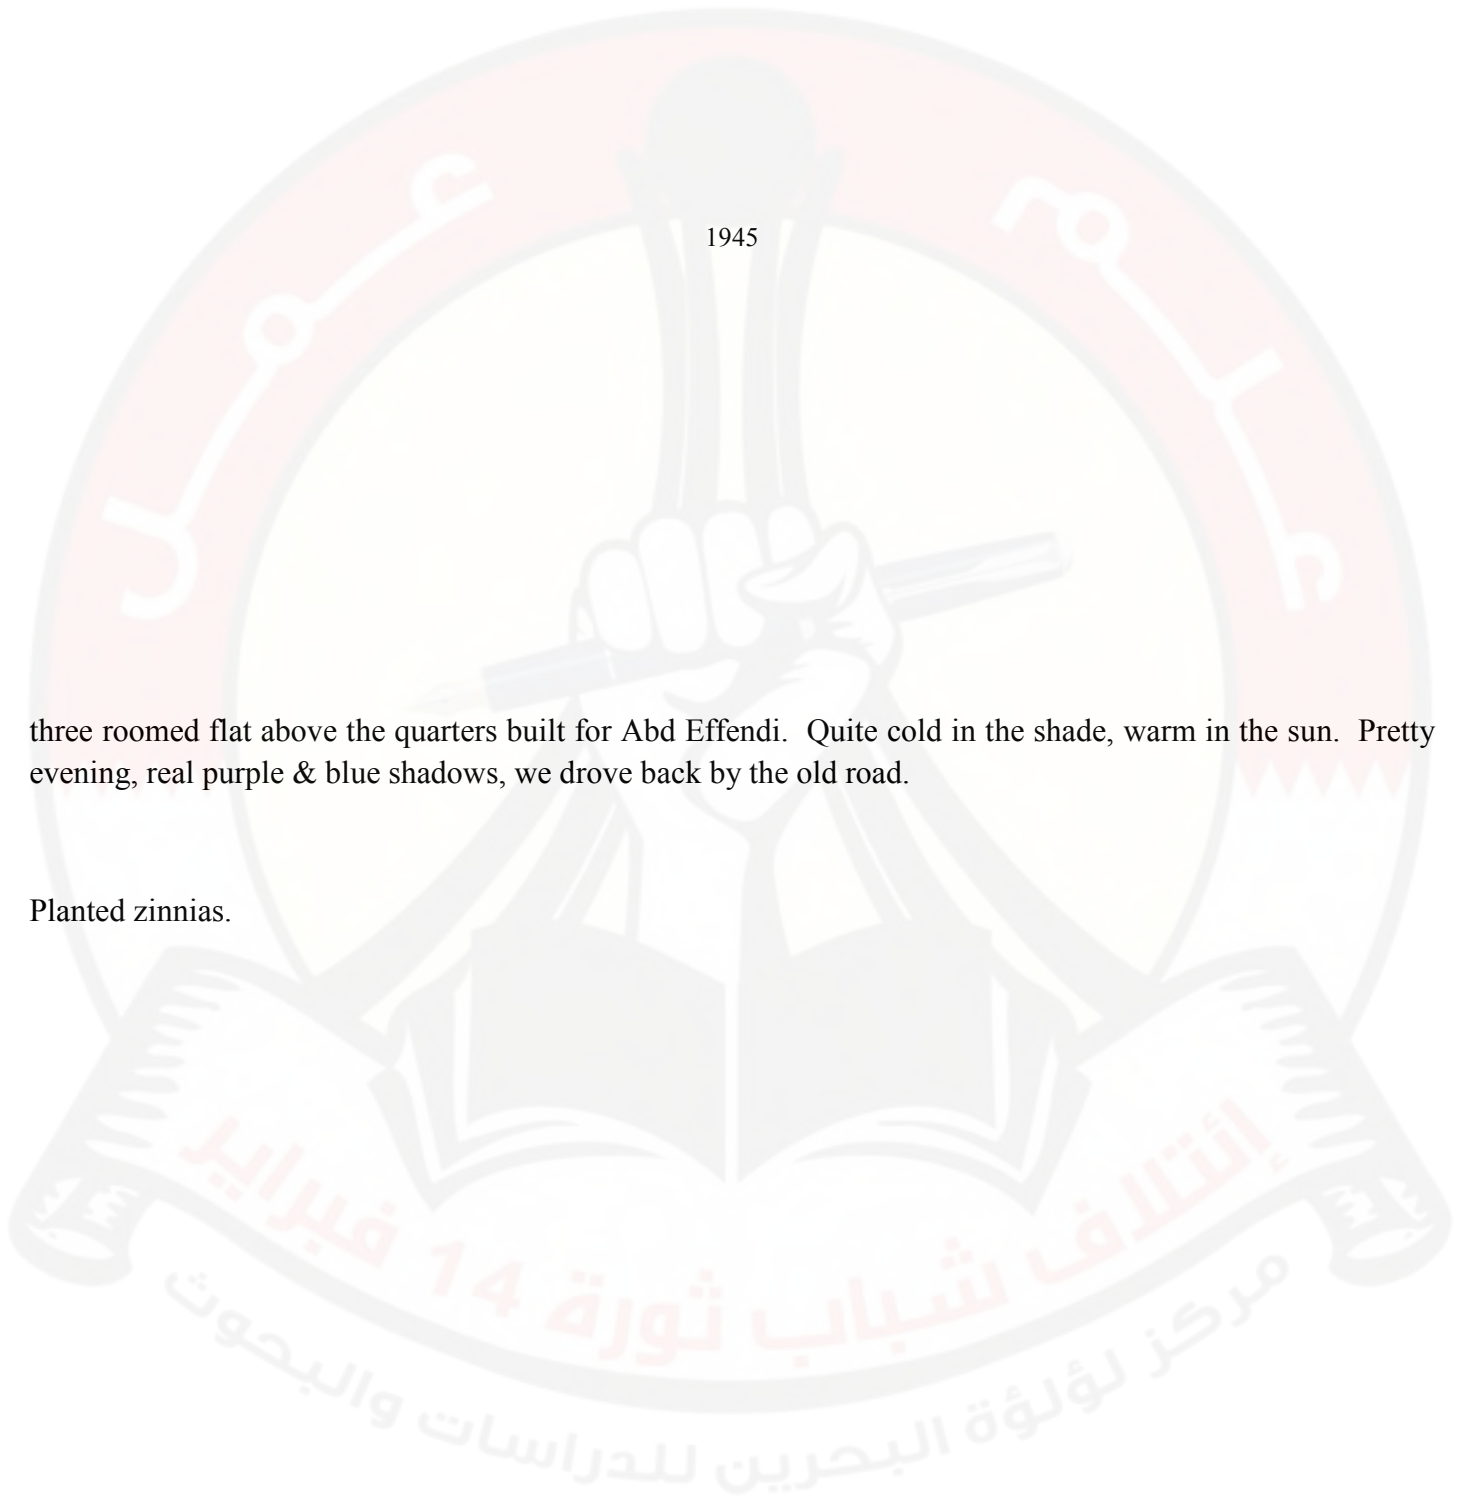 علم
عمل
1945
three roomed flat above the quarters built for Abd Effendi. Quite cold in the shade, warm in the sun. Pretty
evening, real purple & blue shadows, we drove back by the old road.
Planted zinnias.
إئتلاف شباب ثورة 14 فبراير
مركز لؤلؤة البحرين للدراسات والبحوث